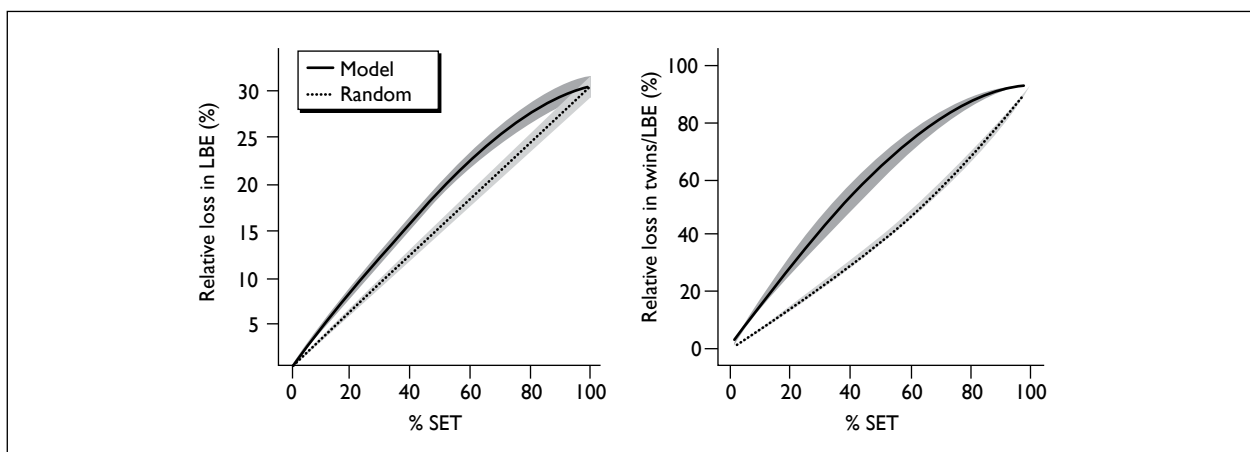 Relative loss in LBE (%)
30
25
20
15
10
5
Model
Random
0 20 40 60 80 100
% SET
Relative loss in twins/LBE (%)
100
80
60
40
20
0
0 20 40 60 80 100
% SET